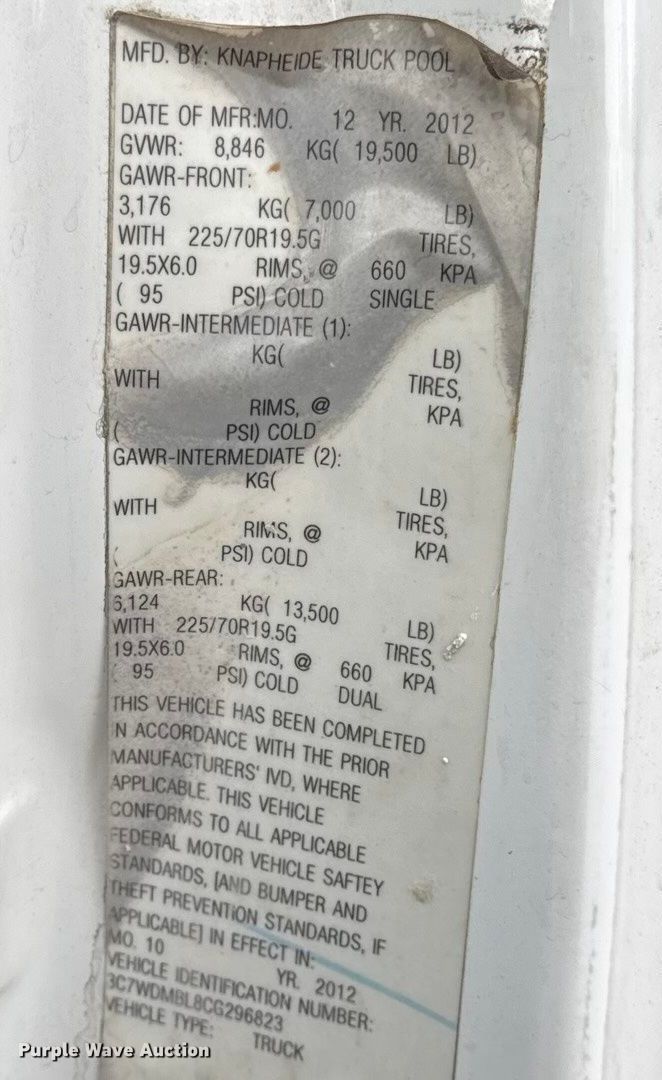 MFD. BY: KNAPHEIDE TRUCK POOL
DATE OF MFR:MO. 12 YR. 2012
GVWR: 8,846 KG( 19,500 LB)
GAWR-FRONT:
3,176 KG( 7,000 LB)
WITH 225/70R19.5G TIRES,
19.5X6.0 RIMS, @ 660 KPA
( 95 PSI) COLD SINGLE
GAWR-INTERMEDIATE (1):
KG( LB)
WITH TIRES,
RIMS, @ KPA
( PSI) COLD
GAWR-INTERMEDIATE (2):
KG( LB)
WITH TIRES,
RIMS, @ KPA
( PSI) COLD
GAWR-REAR:
6,124 KG( 13,500 LB)
WITH 225/70R19.5G TIRES,
19.5X6.0 RIMS, @ 660 KPA
( 95 PSI) COLD DUAL
THIS VEHICLE HAS BEEN COMPLETED
IN ACCORDANCE WITH THE PRIOR
MANUFACTURERS' IVD, WHERE
APPLICABLE. THIS VEHICLE
CONFORMS TO ALL APPLICABLE
FEDERAL MOTOR VEHICLE SAFTEY
STANDARDS, [AND BUMPER AND
THEFT PREVENTION STANDARDS, IF
APPLICABLE] IN EFFECT IN:
MO. 10 YR. 2012
VEHICLE IDENTIFICATION NUMBER:
3C7WDMBL8CG296823
VEHICLE TYPE: TRUCK
Purple Wave Auction